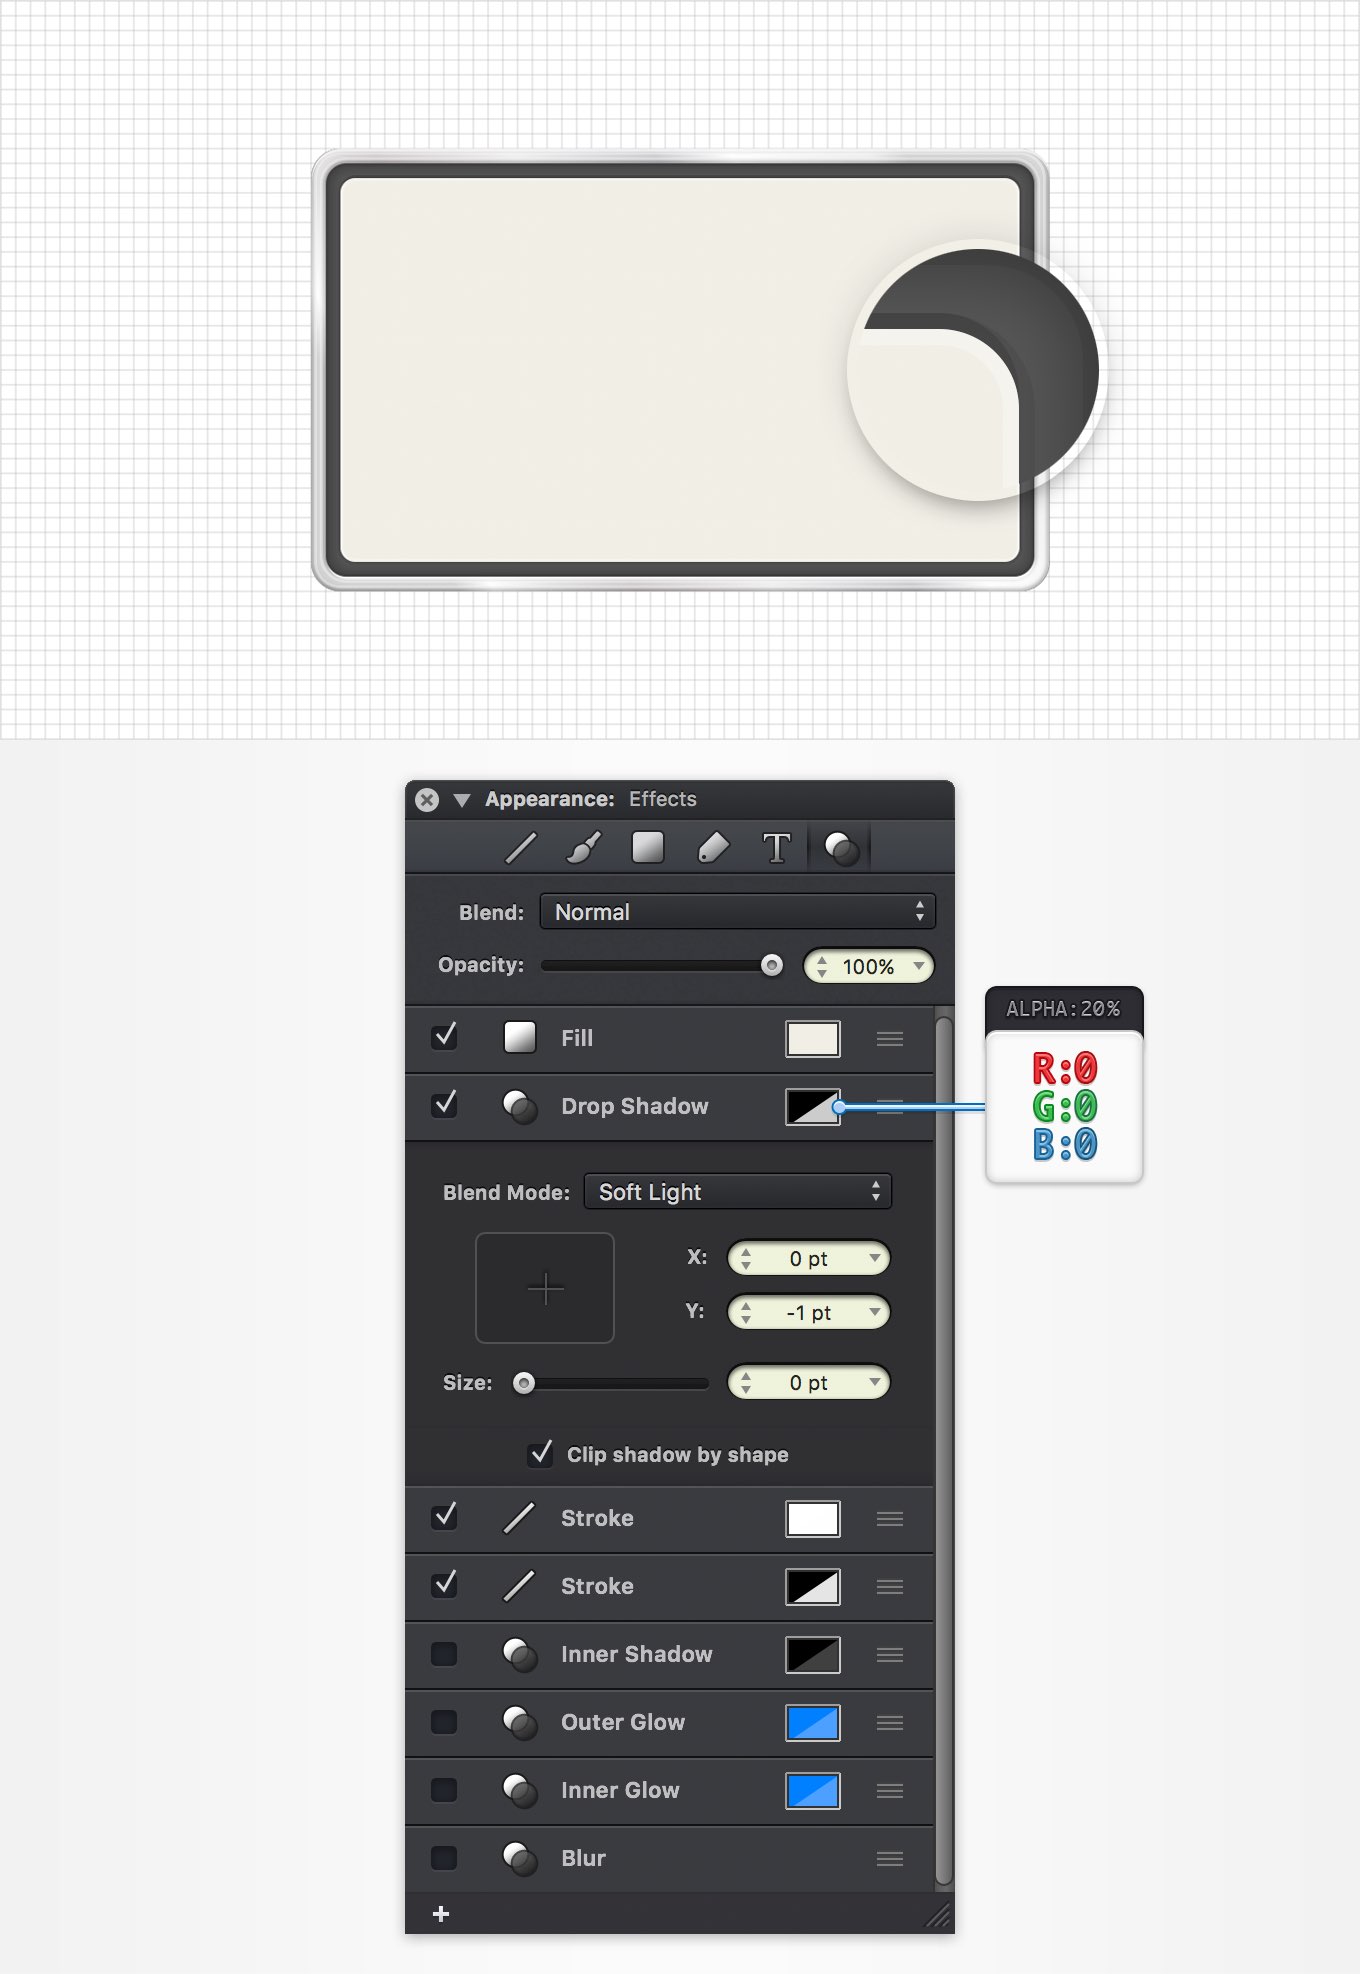 Appearance: Effects
T
Blend: Normal
Opacity: 100%
Fill
ALPHA:20%
R:0
G:0
B:0
Drop Shadow
Blend Mode: Soft Light
X: 0 pt
Y: -1 pt
Size: 0 pt
Clip shadow by shape
Stroke
Stroke
Inner Shadow
Outer Glow
Inner Glow
Blur